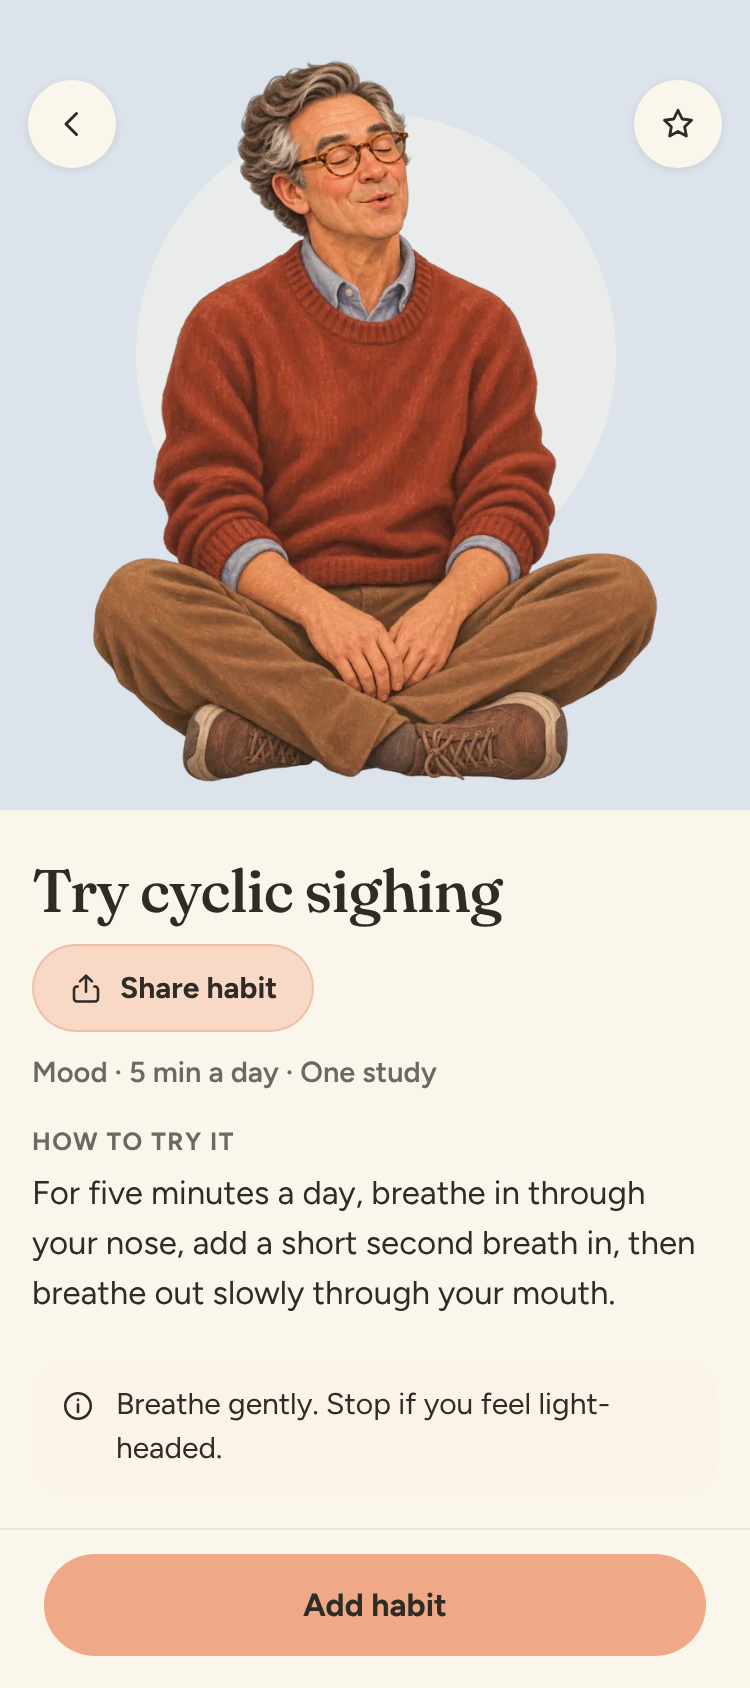 Try cyclic sighing
Share habit
Mood · 5 min a day · One study
HOW TO TRY IT
For five minutes a day, breathe in through
your nose, add a short second breath in, then
breathe out slowly through your mouth.
Breathe gently. Stop if you feel light-
headed.
Add habit